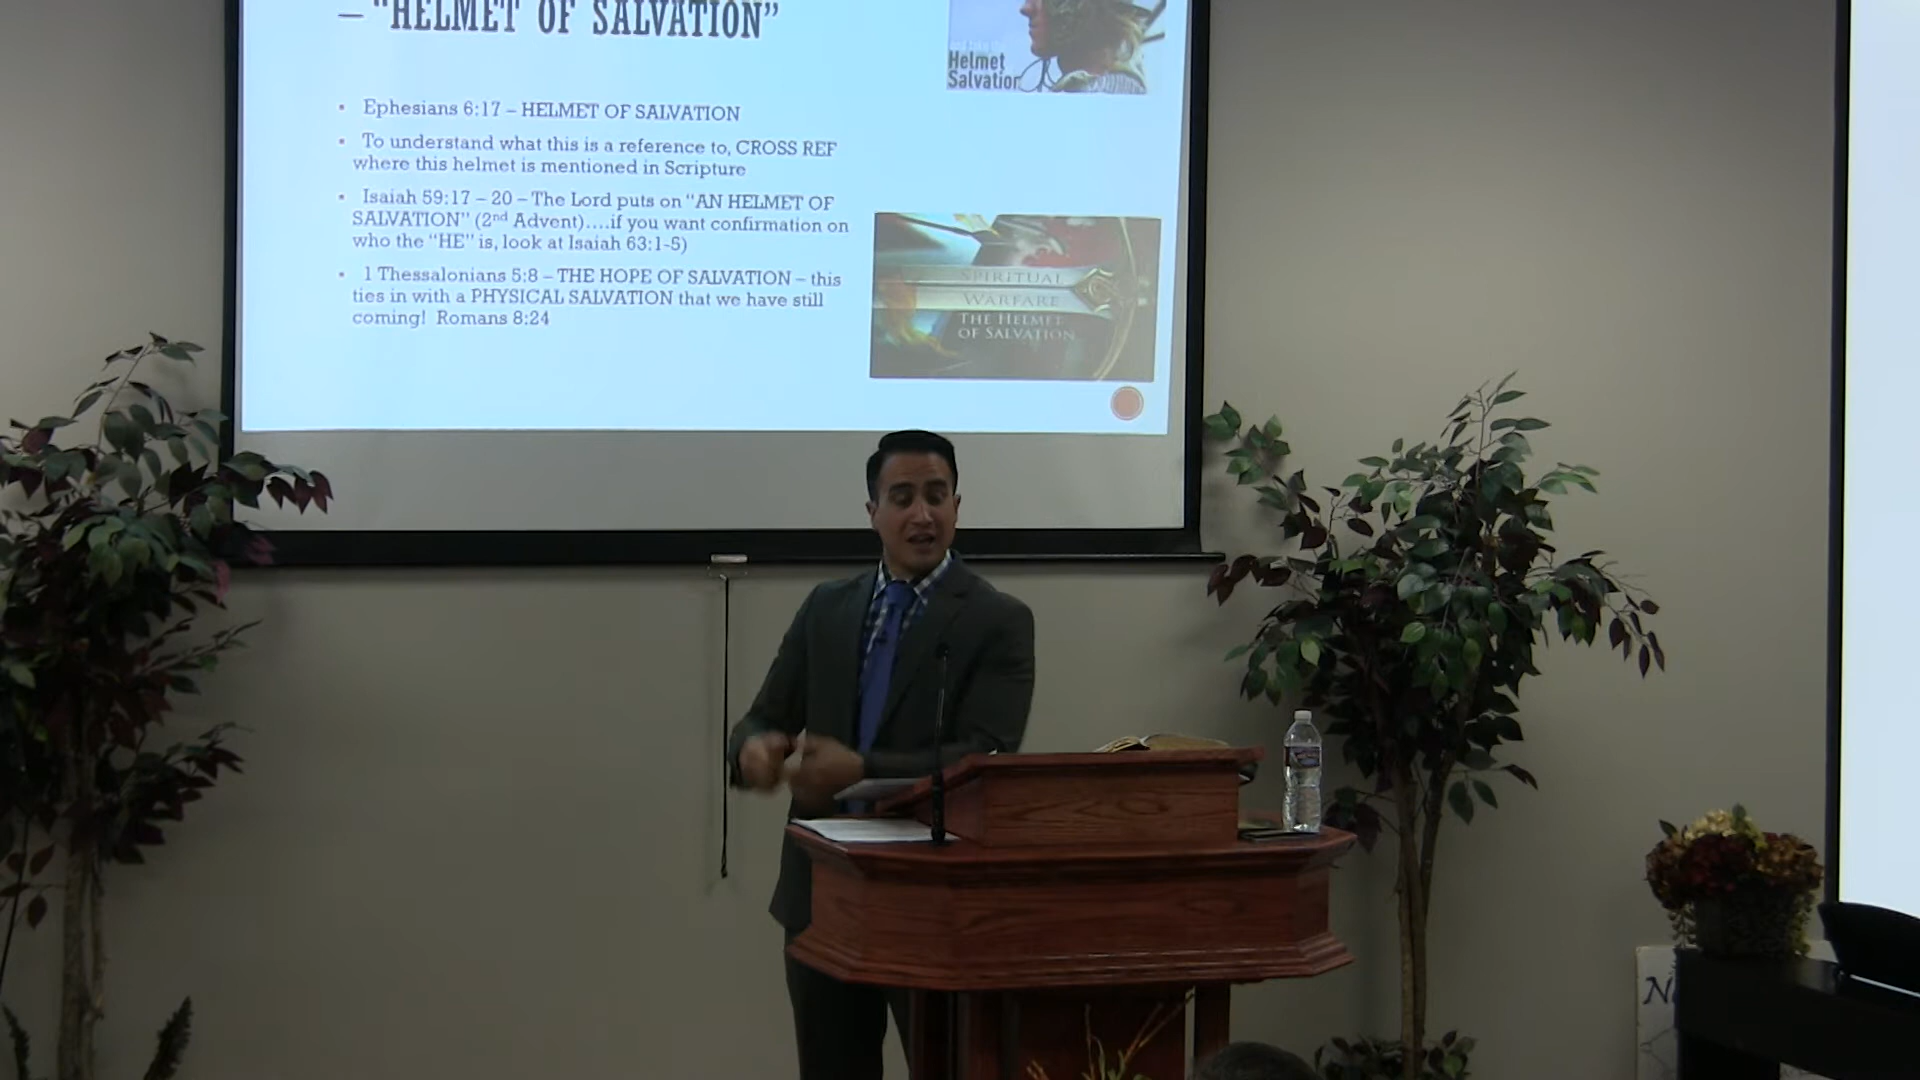 – “HELMET OF SALVATION”
Helmet
Salvation
▪ Ephesians 6:17 – HELMET OF SALVATION
▪ To understand what this is a reference to, CROSS REF
where this helmet is mentioned in Scripture
▪ Isaiah 59:17 – 20 – The Lord puts on “AN HELMET OF
SALVATION” (2nd Advent)….if you want confirmation on
who the “HE” is, look at Isaiah 63:1-5)
▪ 1 Thessalonians 5:8 – THE HOPE OF SALVATION – this
ties in with a PHYSICAL SALVATION that we have still
coming! Romans 8:24
SPIRITUAL
WARFARE
THE HELMET
OF SALVATION